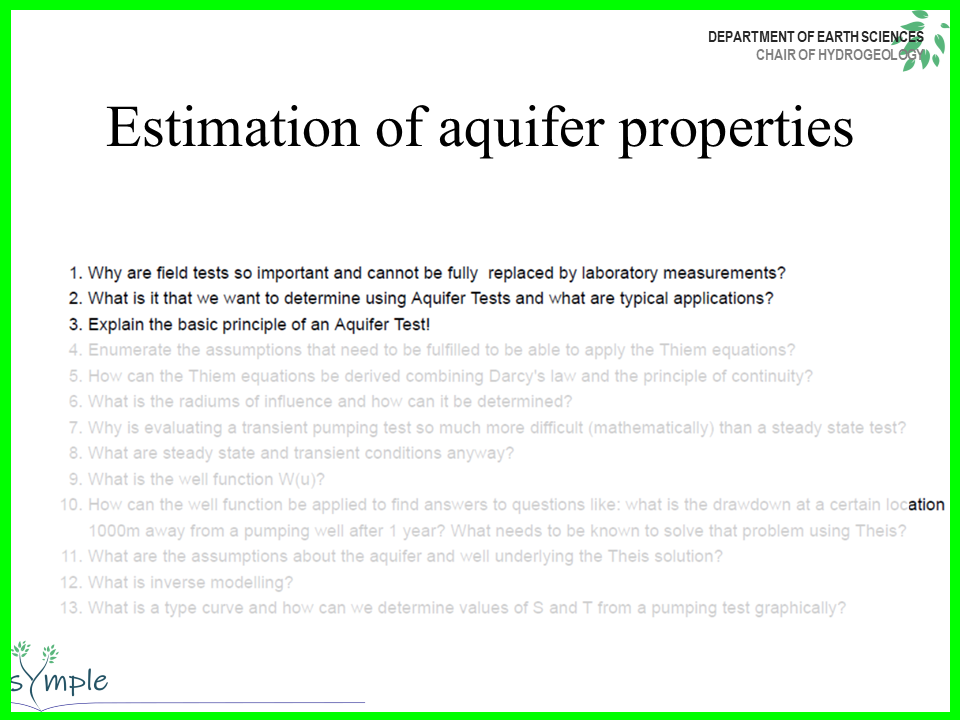 DEPARTMENT OF EARTH SCIENCES
CHAIR OF HYDROGEOLOGY
Estimation of aquifer properties
1. Why are field tests so important and cannot be fully replaced by laboratory measurements?
2. What is it that we want to determine using Aquifer Tests and what are typical applications?
3. Explain the basic principle of an Aquifer Test!
4. Enumerate the assumptions that need to be fulfilled to be able to apply the Thiem equations?
5. How can the Thiem equations be derived combining Darcy's law and the principle of continuity?
6. What is the radiums of influence and how can it be determined?
7. Why is evaluating a transient pumping test so much more difficult (mathematically) than a steady state test?
8. What are steady state and transient conditions anyway?
9. What is the well function W(u)?
10. How can the well function be applied to find answers to questions like: what is the drawdown at a certain location
1000m away from a pumping well after 1 year? What needs to be known to solve that problem using Theis?
11. What are the assumptions about the aquifer and well underlying the Theis solution?
12. What is inverse modelling?
13. What is a type curve and how can we determine values of S and T from a pumping test graphically?
sYmple